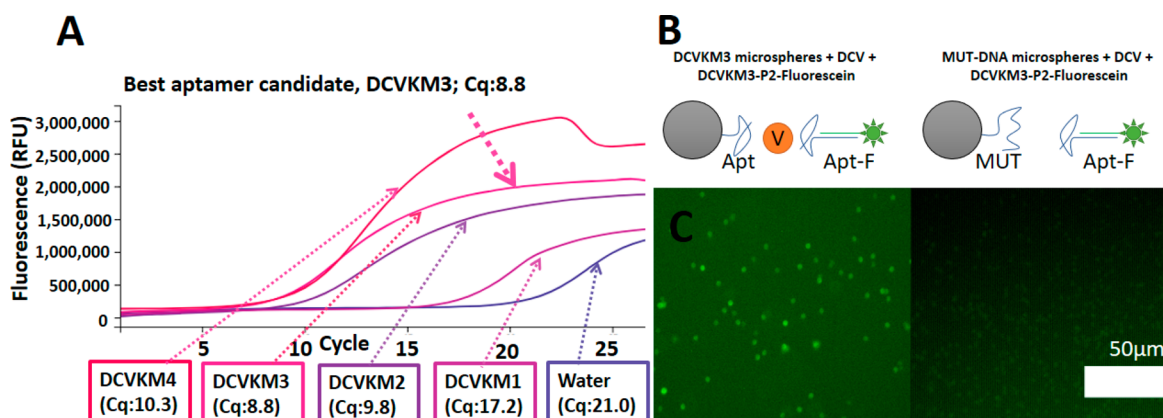 A
Best aptamer candidate, DCVKM3; Cq:8.8
Fluorescence (RFU)
3,000,000
2,500,000
2,000,000
1,500,000
1,000,000
500,000
0
5
10
Cycle
15
20
25
DCVKM4
(Cq:10.3)
DCVKM3
(Cq:8.8)
DCVKM2
(Cq:9.8)
DCVKM1
(Cq:17.2)
Water
(Cq:21.0)
B
DCVKM3 microspheres + DCV +
DCVKM3-P2-Fluorescein
Apt
V
Apt-F
MUT-DNA microspheres + DCV +
DCVKM3-P2-Fluorescein
MUT
Apt-F
C
50μm